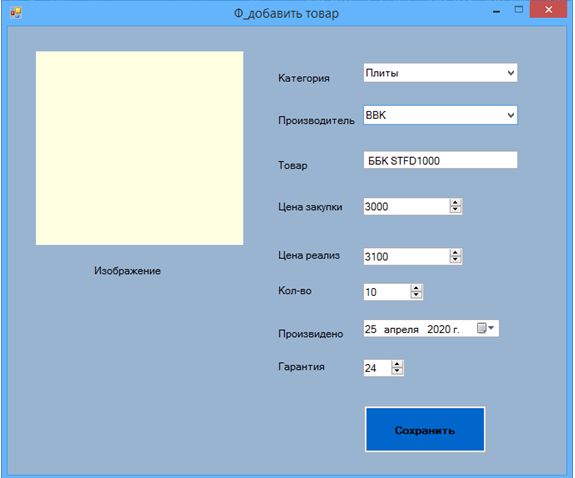 Ф_добавить товар
Категория Плиты
Производитель BBK
Товар ББК STFD1000
Цена закупки 3000
Цена реализ 3100
Изображение
Кол-во 10
Произвидено 25 апреля 2020 г.
Гарантия 24
Сохранить